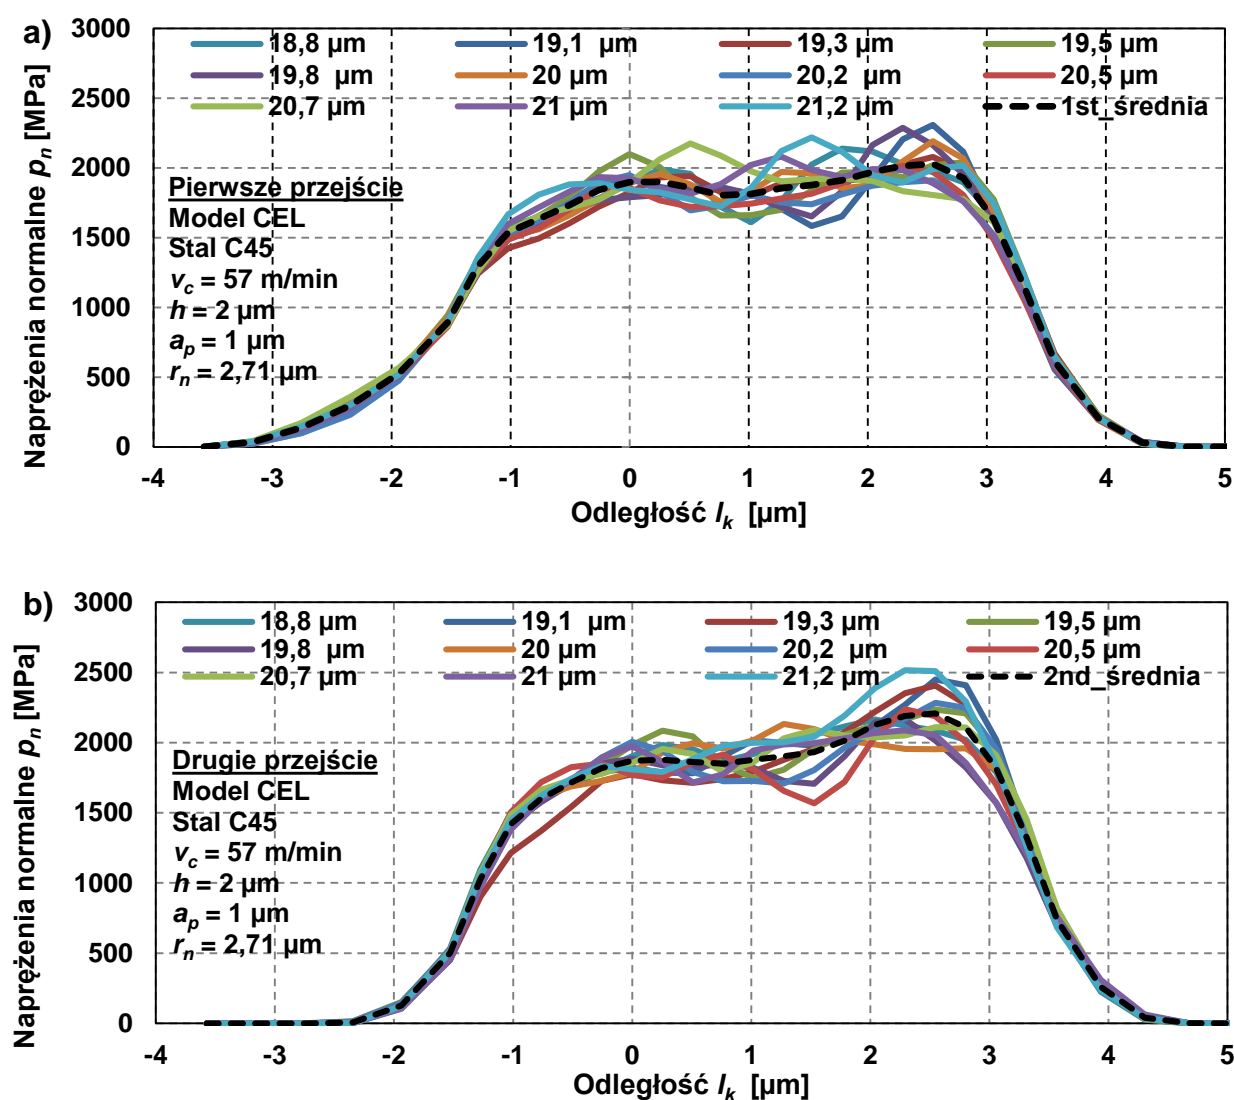 a)
3000
2500
2000
1500
1000
500
0
Naprężenia normalne pn [MPa]
18,8 µm 19,1 µm 19,3 µm 19,5 µm
19,8 µm 20 µm 20,2 µm 20,5 µm
20,7 µm 21 µm 21,2 µm 1st_średnia
Pierwsze przejście
Model CEL
Stal C45
vc = 57 m/min
h = 2 µm
ap = 1 µm
rn = 2,71 µm
-4 -3 -2 -1 0 1 2 3 4 5
Odległość lk [µm]
b)
3000
2500
2000
1500
1000
500
0
Naprężenia normalne pn [MPa]
18,8 µm 19,1 µm 19,3 µm 19,5 µm
19,8 µm 20 µm 20,2 µm 20,5 µm
20,7 µm 21 µm 21,2 µm 2nd_średnia
Drugie przejście
Model CEL
Stal C45
vc = 57 m/min
h = 2 µm
ap = 1 µm
rn = 2,71 µm
-4 -3 -2 -1 0 1 2 3 4 5
Odległość lk [µm]